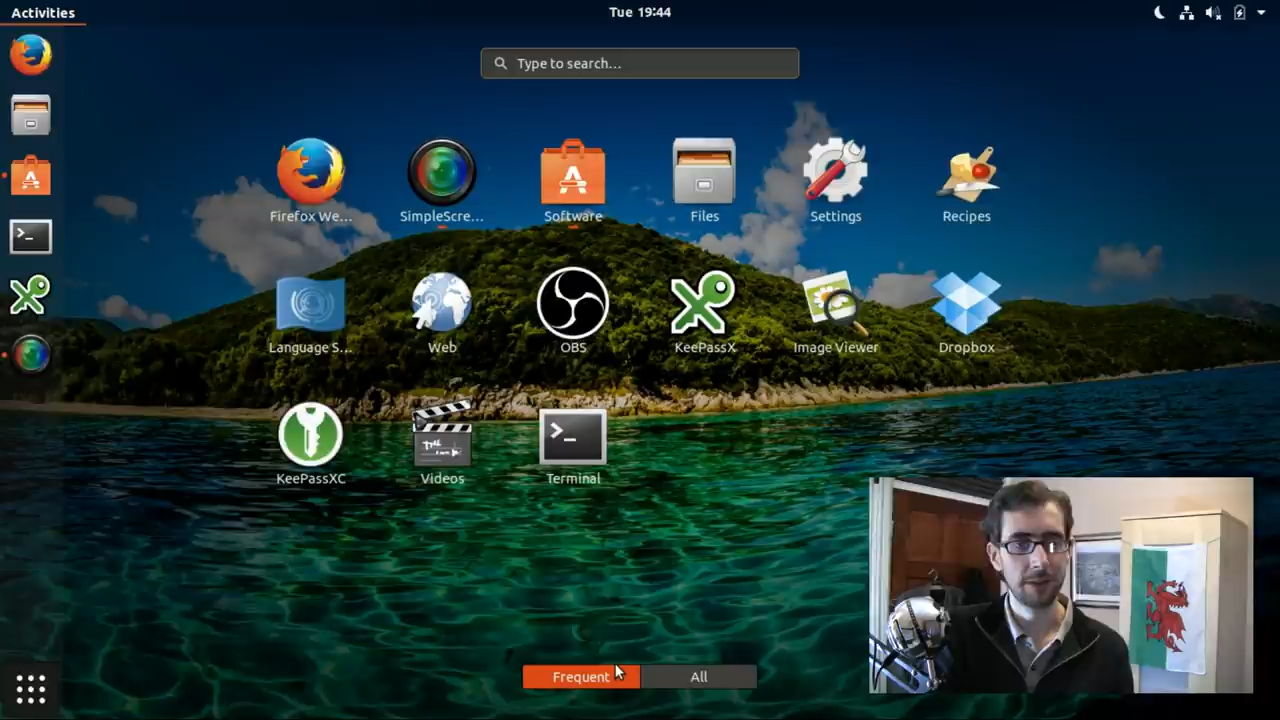 Activities
Tue 19:44
Type to search...
Firefox We...
SimpleScre...
Software
Files
Settings
Recipes
Language S...
Web
OBS
KeePassX
Image Viewer
Dropbox
KeePassXC
Videos
Terminal
Frequent
All